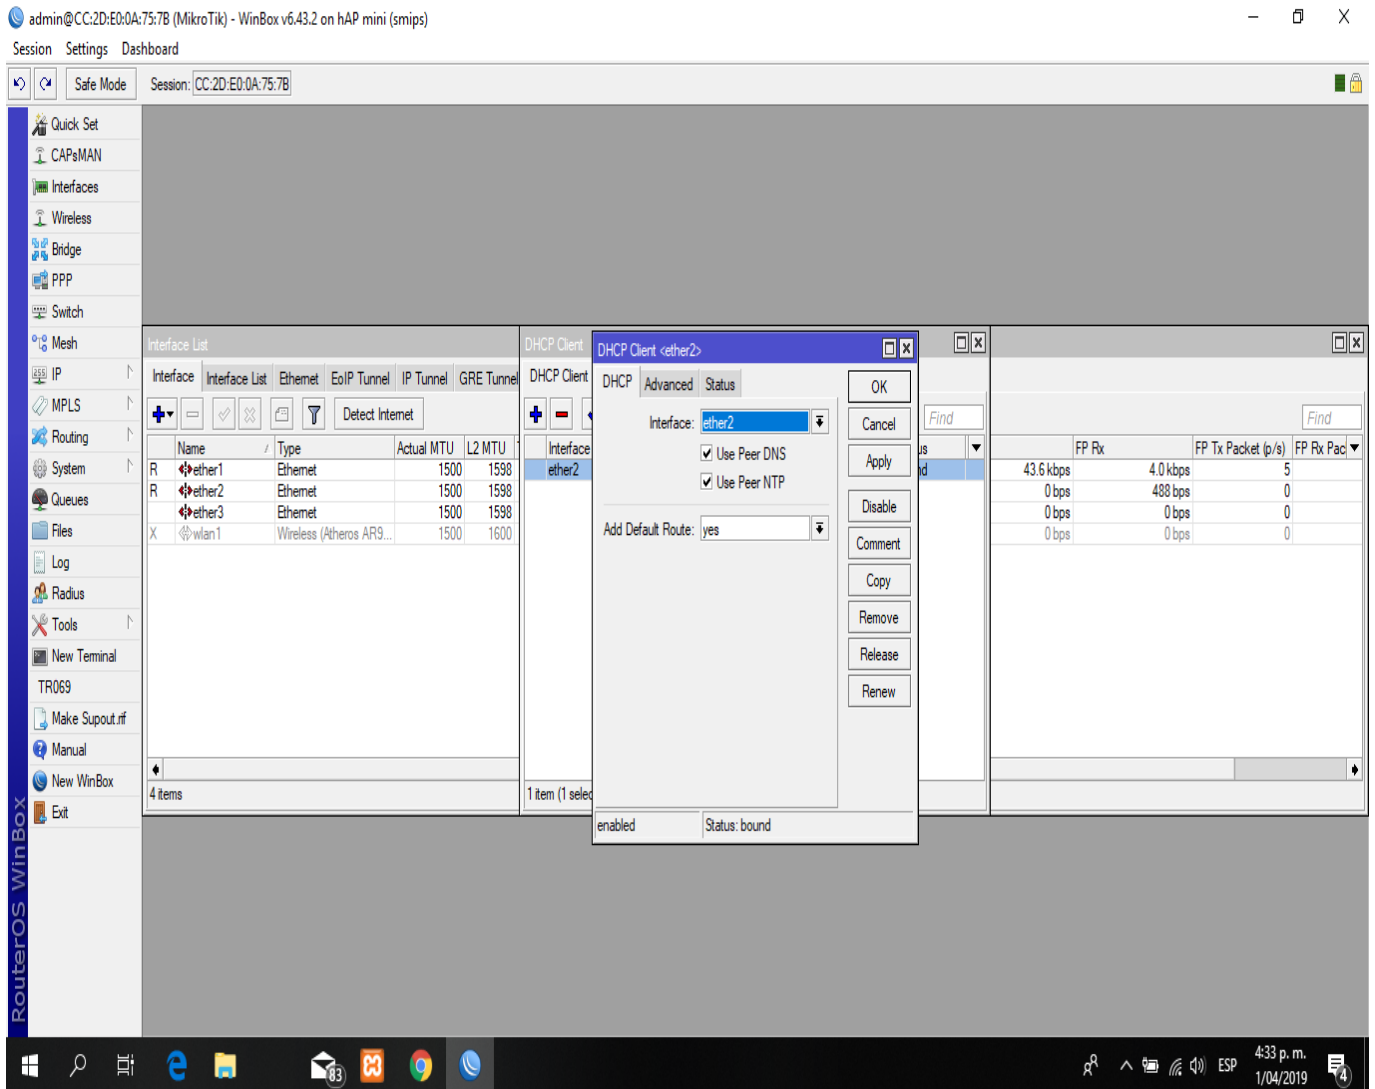 admin@CC:2D:E0:0A:75:7B (MikroTik) - WinBox v6.43.2 on hAP mini (smips)
Session Settings Dashboard
Safe Mode Session: CC:2D:E0:0A:75:7B
Quick Set
CAPsMAN
Interfaces
Wireless
Bridge
PPP
Switch
Mesh
IP
MPLS
Routing
System
Queues
Files
Log
Radius
Tools
New Terminal
TR069
Make Supout.rif
Manual
New WinBox
Exit
RouterOS WinBox
Interface List
Interface Interface List Ethernet EoIP Tunnel IP Tunnel GRE Tunnel
Detect Internet
Name Type Actual MTU L2 MTU
R ether1 Ethernet 1500 1598
R ether2 Ethernet 1500 1598
ether3 Ethernet 1500 1598
X wlan1 Wireless (Atheros AR9... 1500 1600
4 items
DHCP Client
DHCP Client
Find
Interface
ether2
1 item (1 selec
DHCP Client <ether2>
DHCP Advanced Status
Interface: ether2
Use Peer DNS
Use Peer NTP
Add Default Route: yes
OK
Cancel
Apply
Disable
Comment
Copy
Remove
Release
Renew
enabled Status: bound
Find
FP Rx FP Tx Packet (p/s) FP Rx Pac
43.6 kbps 4.0 kbps 5
0 bps 488 bps 0
0 bps 0 bps 0
0 bps 0 bps 0
83
ESP
4:33 p. m.
1/04/2019
4